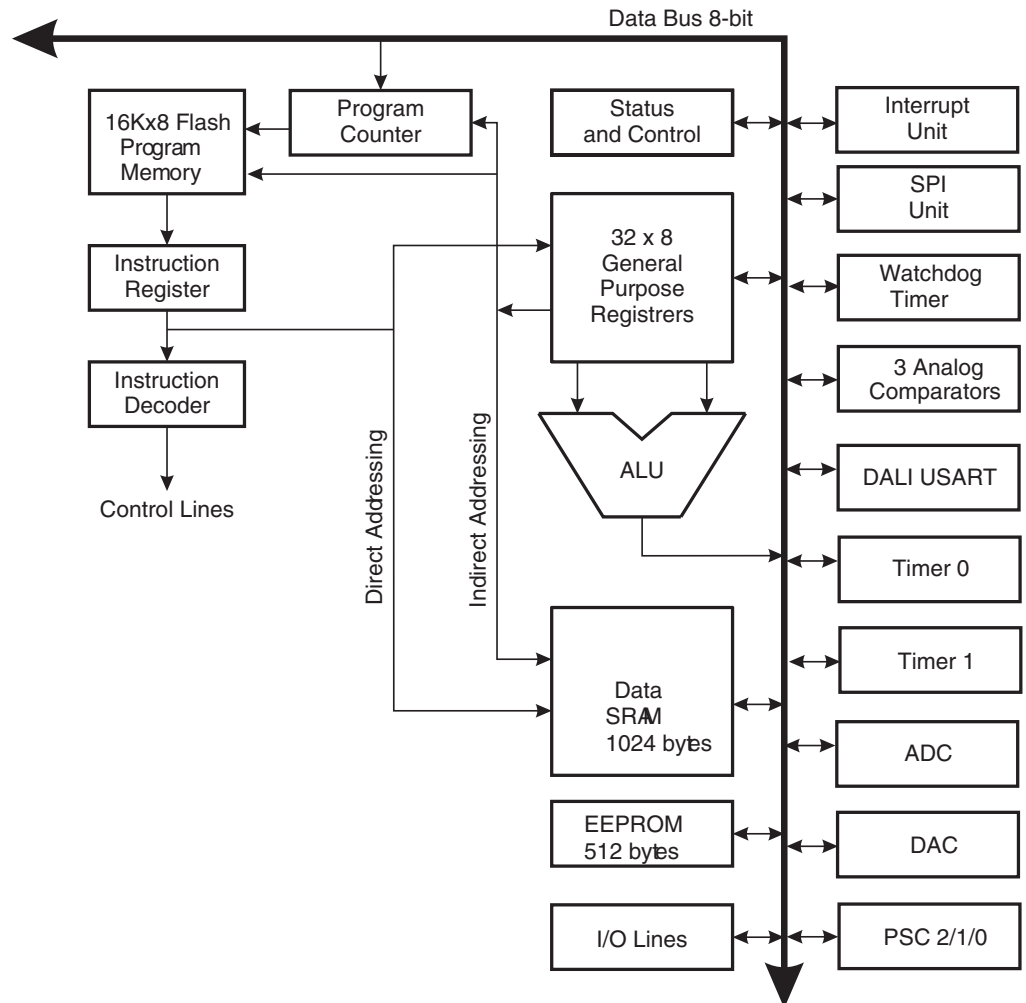 Data Bus 8-bit
16Kx8 Flash
Program
Memory
Program
Counter
Instruction
Register
Instruction
Decoder
Control Lines
Direct Addressing
Indirect Addressing
Status
and Control
32 x 8
General
Purpose
Registrers
ALU
Data
SRAM
1024 bytes
EEPROM
512 bytes
I/O Lines
Interrupt
Unit
SPI
Unit
Watchdog
Timer
3 Analog
Comparators
DALI USART
Timer 0
Timer 1
ADC
DAC
PSC 2/1/0